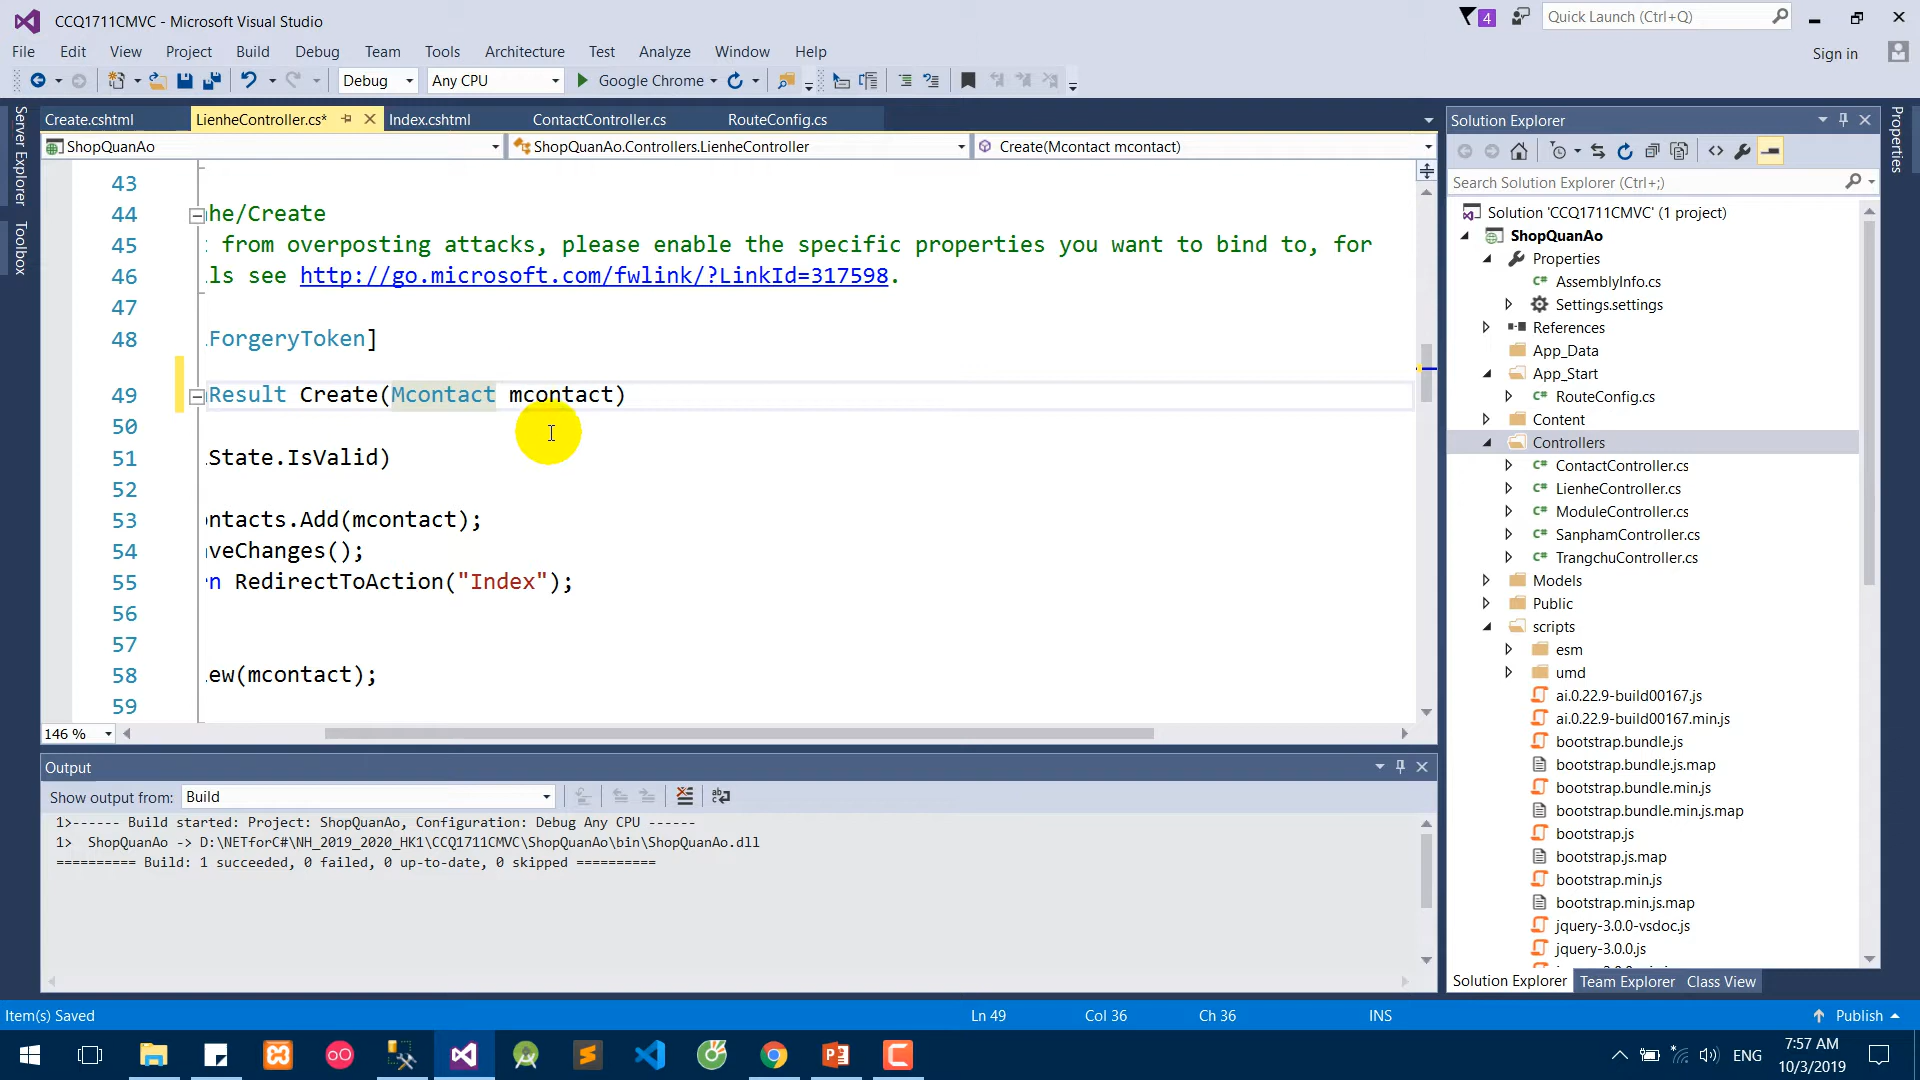 CCQ1711CMVC - Microsoft Visual Studio
4
Quick Launch (Ctrl+Q)
File Edit View Project Build Debug Team Tools Architecture Test Analyze Window Help
Sign in
Debug Any CPU Google Chrome
Server Explorer
Toolbox
Create.cshtml LienheController.cs* Index.cshtml ContactController.cs RouteConfig.cs
ShopQuanAo ShopQuanAo.Controllers.LienheController Create(Mcontact mcontact)
43
44 he/Create
45 t from overposting attacks, please enable the specific properties you want to bind to, for
46 ls see http://go.microsoft.com/fwlink/?LinkId=317598.
47
48 ForgeryToken]
49 Result Create(Mcontact mcontact)
50
51 State.IsValid)
52
53 ontacts.Add(mcontact);
54 aveChanges();
55 rn RedirectToAction("Index");
56
57
58 ew(mcontact);
59
146 %
Output
Show output from: Build
1>------ Build started: Project: ShopQuanAo, Configuration: Debug Any CPU ------
1> ShopQuanAo -> D:\NETforC#\NH_2019_2020_HK1\CCQ1711CMVC\ShopQuanAo\bin\ShopQuanAo.dll
========== Build: 1 succeeded, 0 failed, 0 up-to-date, 0 skipped ==========
Solution Explorer
Search Solution Explorer (Ctrl+;)
Solution 'CCQ1711CMVC' (1 project)
ShopQuanAo
Properties
AssemblyInfo.cs
Settings.settings
References
App_Data
App_Start
RouteConfig.cs
Content
Controllers
ContactController.cs
LienheController.cs
ModuleController.cs
SanphamController.cs
TrangchuController.cs
Models
Public
scripts
esm
umd
ai.0.22.9-build00167.js
ai.0.22.9-build00167.min.js
bootstrap.bundle.js
bootstrap.bundle.js.map
bootstrap.bundle.min.js
bootstrap.bundle.min.js.map
bootstrap.js
bootstrap.js.map
bootstrap.min.js
bootstrap.min.js.map
jquery-3.0.0-vsdoc.js
jquery-3.0.0.js
Solution Explorer Team Explorer Class View
Properties
Item(s) Saved Ln 49 Col 36 Ch 36 INS Publish
ENG
7:57 AM
10/3/2019